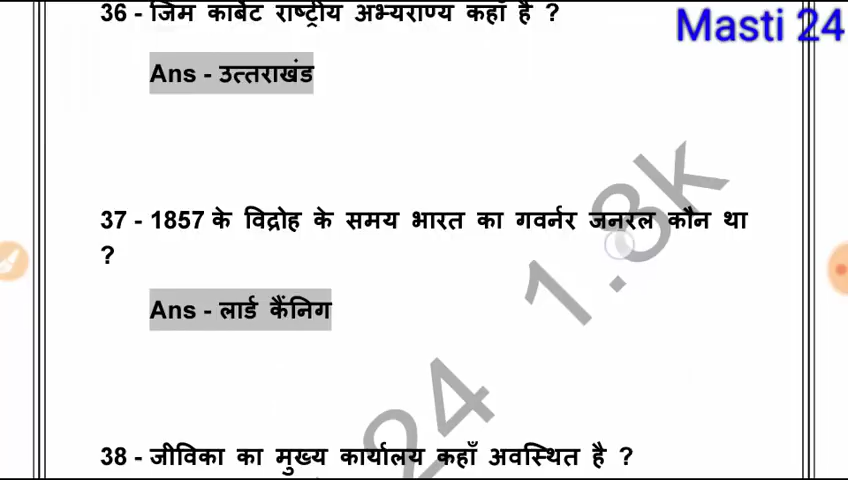 36 - जिम कार्बेट राष्ट्रीय अभ्यराण्य कहाँ है ?
Masti 24
Ans - उत्तराखंड
37 - 1857 के विद्रोह के समय भारत का गवर्नर जनरल कौन था
?
Ans - लार्ड कैंनिग
24 1.8k
38 - जीविका का मुख्य कार्यालय कहाँ अवस्थित है ?